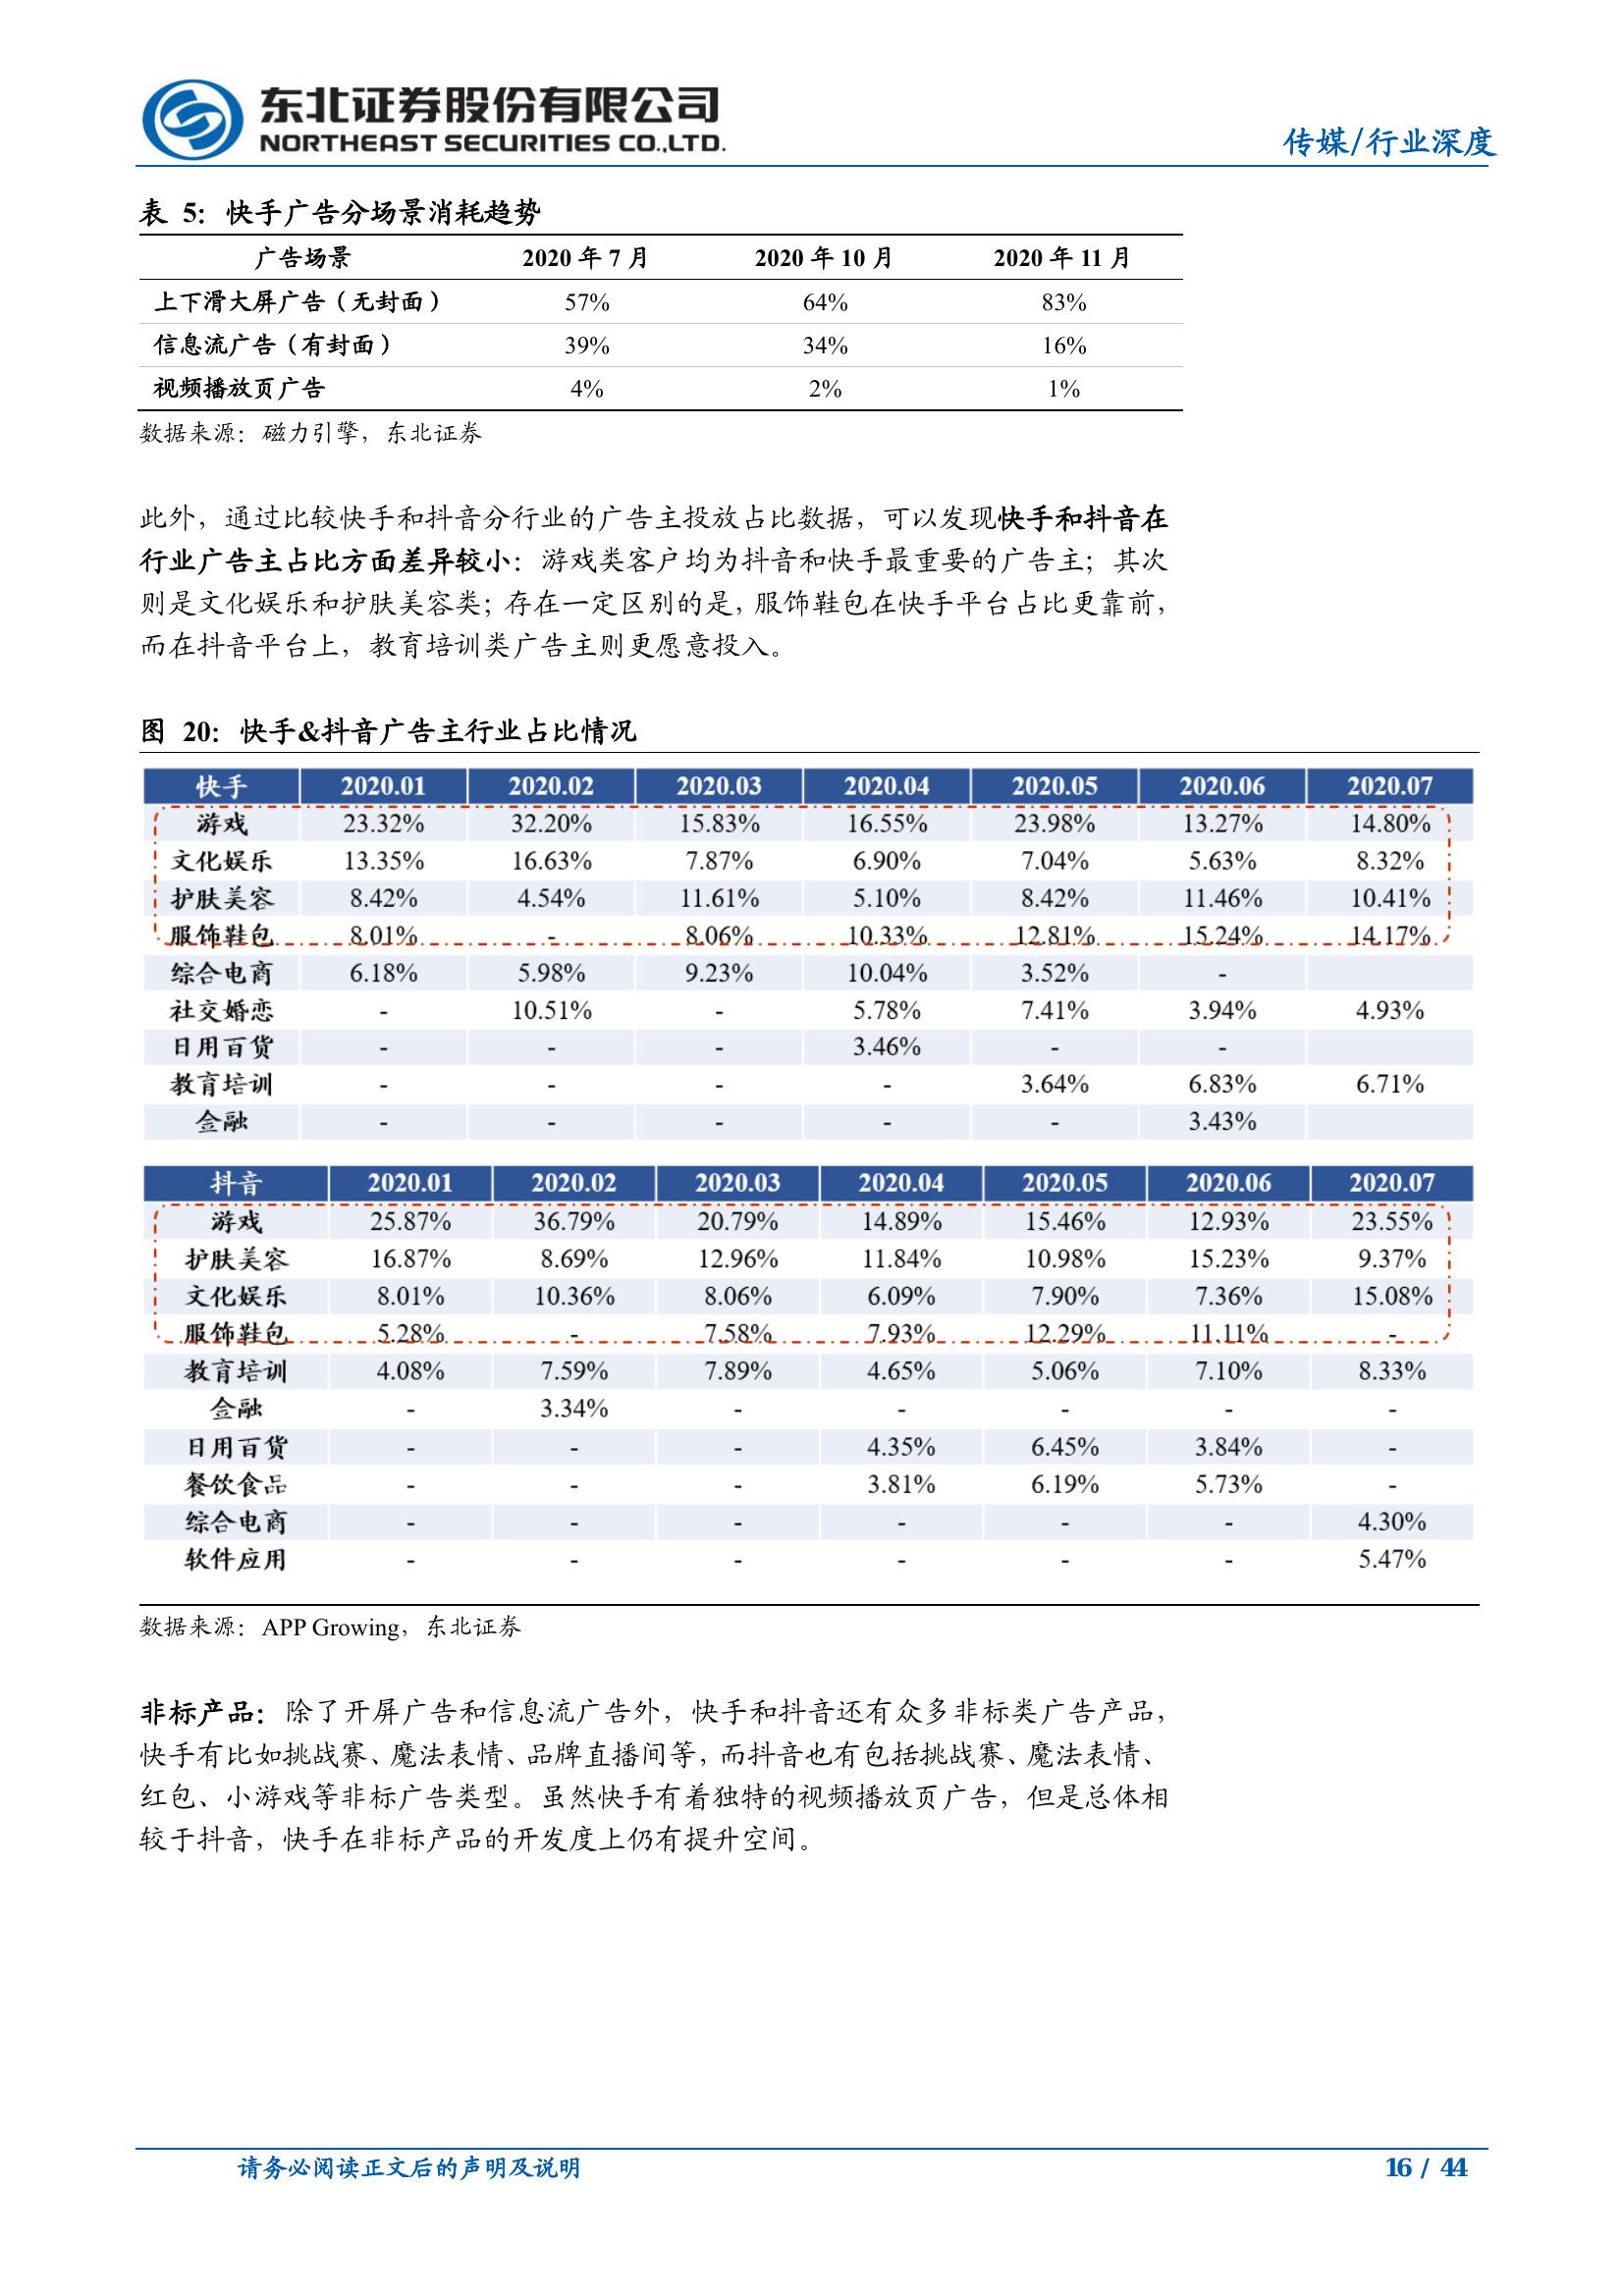 东北证券股份有限公司
NORTHEAST SECURITIES CO.,LTD.
传媒/行业深度
表 5：快手广告分场景消耗趋势
广告场景 2020 年 7 月 2020 年 10 月 2020 年 11 月
上下滑大屏广告（无封面） 57% 64% 83%
信息流广告（有封面） 39% 34% 16%
视频播放页广告 4% 2% 1%
数据来源：磁力引擎，东北证券
此外，通过比较快手和抖音分行业的广告主投放占比数据，可以发现快手和抖音在
行业广告主占比方面差异较小：游戏类客户均为抖音和快手最重要的广告主；其次
则是文化娱乐和护肤美容类；存在一定区别的是，服饰鞋包在快手平台占比更靠前，
而在抖音平台上，教育培训类广告主则更愿意投入。
图 20：快手&抖音广告主行业占比情况
快手 2020.01 2020.02 2020.03 2020.04 2020.05 2020.06 2020.07
游戏 23.32% 32.20% 15.83% 16.55% 23.98% 13.27% 14.80%
文化娱乐 13.35% 16.63% 7.87% 6.90% 7.04% 5.63% 8.32%
护肤美容 8.42% 4.54% 11.61% 5.10% 8.42% 11.46% 10.41%
服饰鞋包 8.01% - 8.06% 10.33% 12.81% 15.24% 14.17%
综合电商 6.18% 5.98% 9.23% 10.04% 3.52% -
社交婚恋 - 10.51% - 5.78% 7.41% 3.94% 4.93%
日用百货 - - - 3.46% - -
教育培训 - - - - 3.64% 6.83% 6.71%
金融 - - - - - 3.43%
抖音 2020.01 2020.02 2020.03 2020.04 2020.05 2020.06 2020.07
游戏 25.87% 36.79% 20.79% 14.89% 15.46% 12.93% 23.55%
护肤美容 16.87% 8.69% 12.96% 11.84% 10.98% 15.23% 9.37%
文化娱乐 8.01% 10.36% 8.06% 6.09% 7.90% 7.36% 15.08%
服饰鞋包 5.28% - 7.58% 7.93% 12.29% 11.11% -
教育培训 4.08% 7.59% 7.89% 4.65% 5.06% 7.10% 8.33%
金融 - 3.34% - - - - -
日用百货 - - - 4.35% 6.45% 3.84% -
餐饮食品 - - - 3.81% 6.19% 5.73% -
综合电商 - - - - - - 4.30%
软件应用 - - - - - - 5.47%
数据来源：APP Growing，东北证券
非标产品：除了开屏广告和信息流广告外，快手和抖音还有众多非标类广告产品，
快手有比如挑战赛、魔法表情、品牌直播间等，而抖音也有包括挑战赛、魔法表情、
红包、小游戏等非标广告类型。虽然快手有着独特的视频播放页广告，但是总体相
较于抖音，快手在非标产品的开发度上仍有提升空间。
请务必阅读正文后的声明及说明
16 / 44